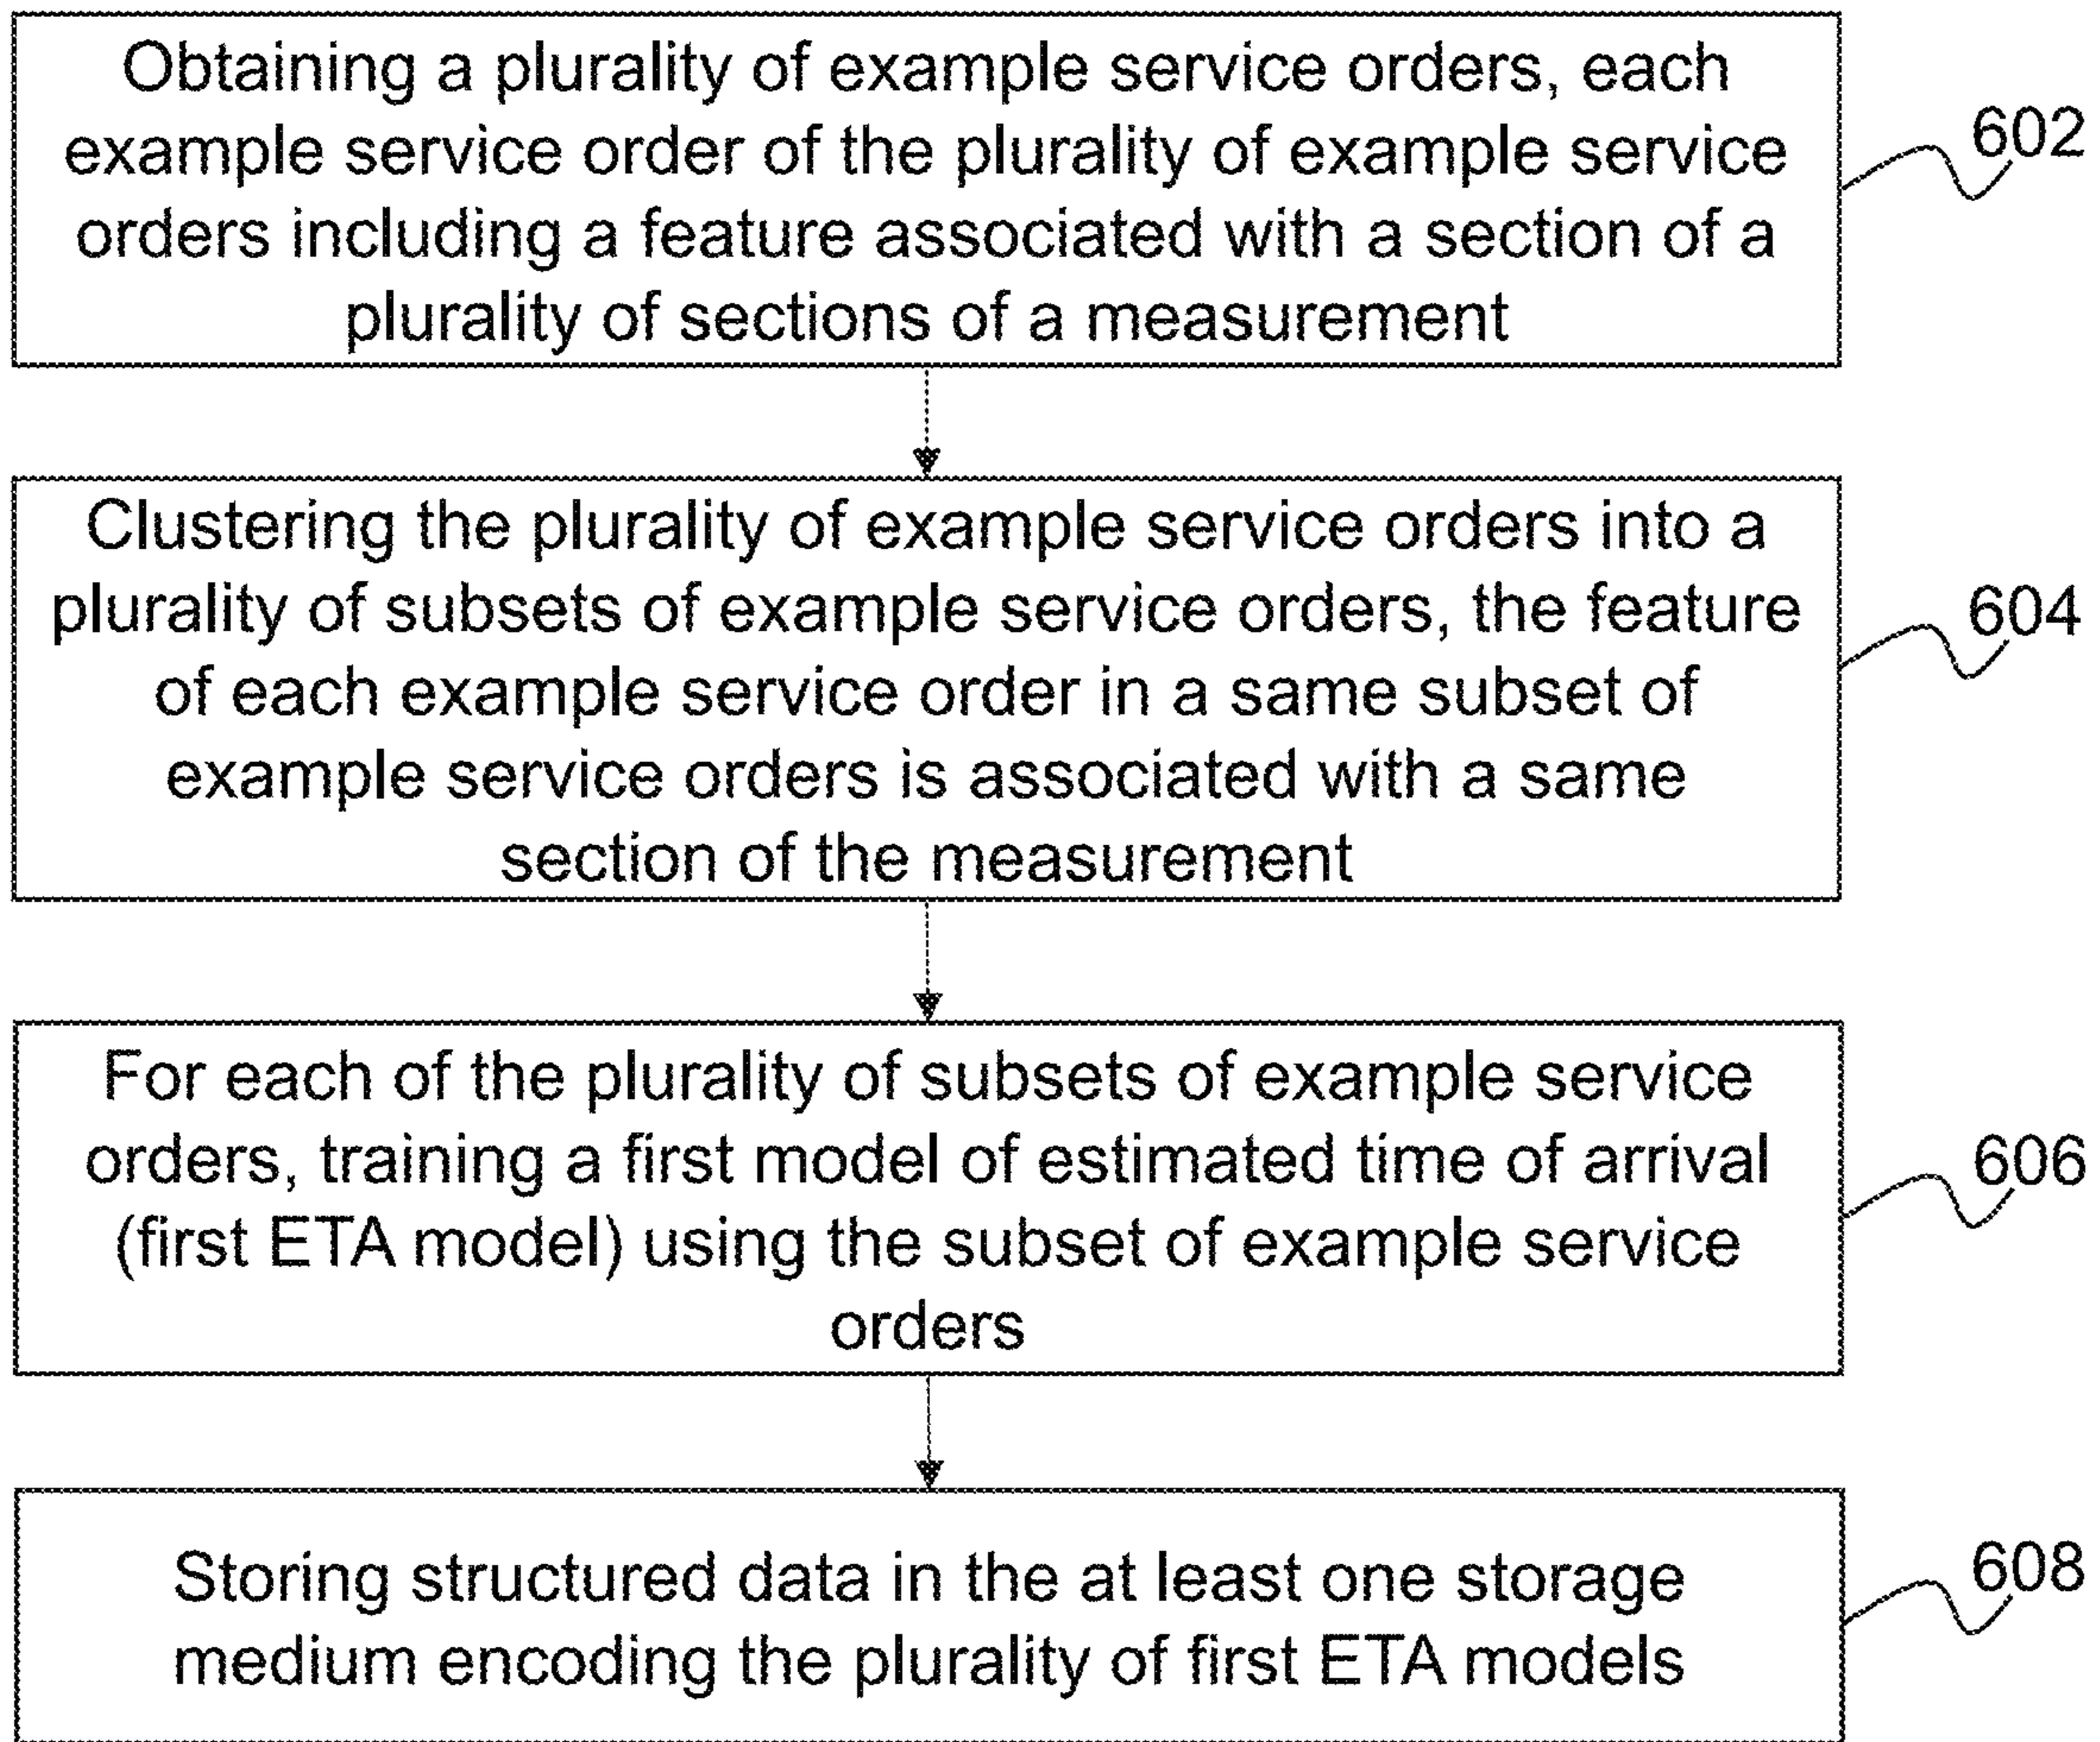 Obtaining a plurality of example service orders, each
example service order of the plurality of example service
orders including a feature associated with a section of a
plurality of sections of a measurement
602
Clustering the plurality of example service orders into a
plurality of subsets of example service orders, the feature
of each example service order in a same subset of
example service orders is associated with a same
section of the measurement
604
For each of the plurality of subsets of example service
orders, training a first model of estimated time of arrival
(first ETA model) using the subset of example service
orders
606
Storing structured data in the at least one storage
medium encoding the plurality of first ETA models
608